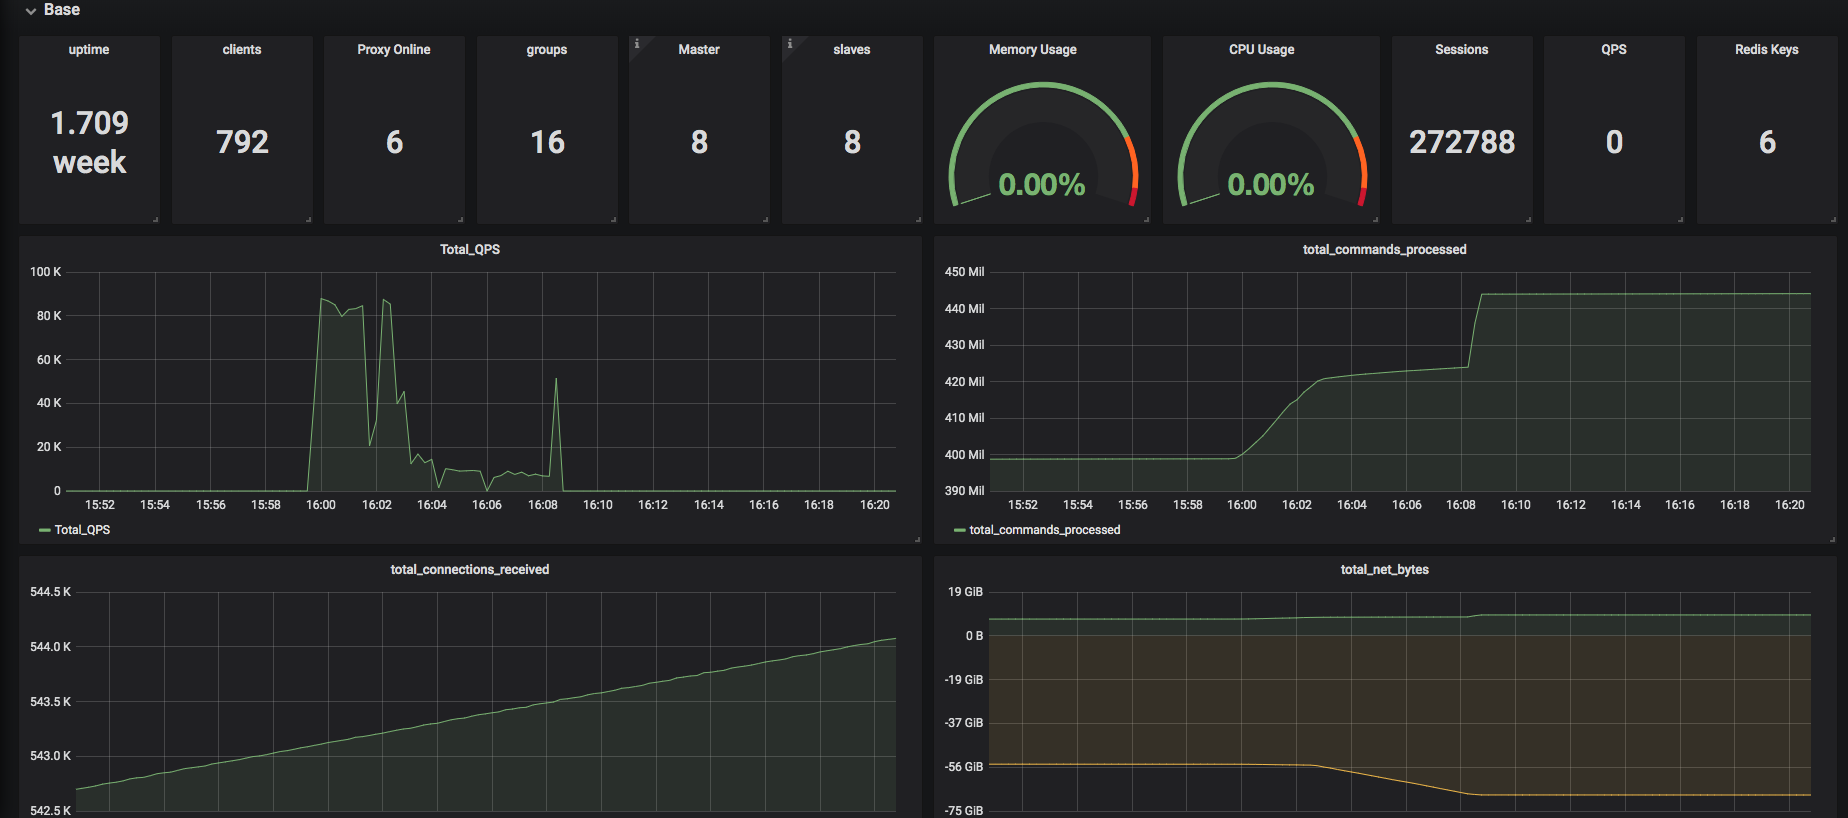 Base
uptime
clients
Proxy Online
groups
Master
slaves
Memory Usage
CPU Usage
Sessions
QPS
Redis Keys
1.709
week
792
6
16
8
8
0.00%
0.00%
272788
0
6
Total_QPS
100 K
80 K
60 K
40 K
20 K
0
15:52 15:54 15:56 15:58 16:00 16:02 16:04 16:06 16:08 16:10 16:12 16:14 16:16 16:18 16:20
Total_QPS
total_commands_processed
450 Mil
440 Mil
430 Mil
420 Mil
410 Mil
400 Mil
390 Mil
15:52 15:54 15:56 15:58 16:00 16:02 16:04 16:06 16:08 16:10 16:12 16:14 16:16 16:18 16:20
total_commands_processed
total_connections_received
544.5 K
544.0 K
543.5 K
543.0 K
542.5 K
total_net_bytes
19 GiB
0 B
-19 GiB
-37 GiB
-56 GiB
-75 GiB